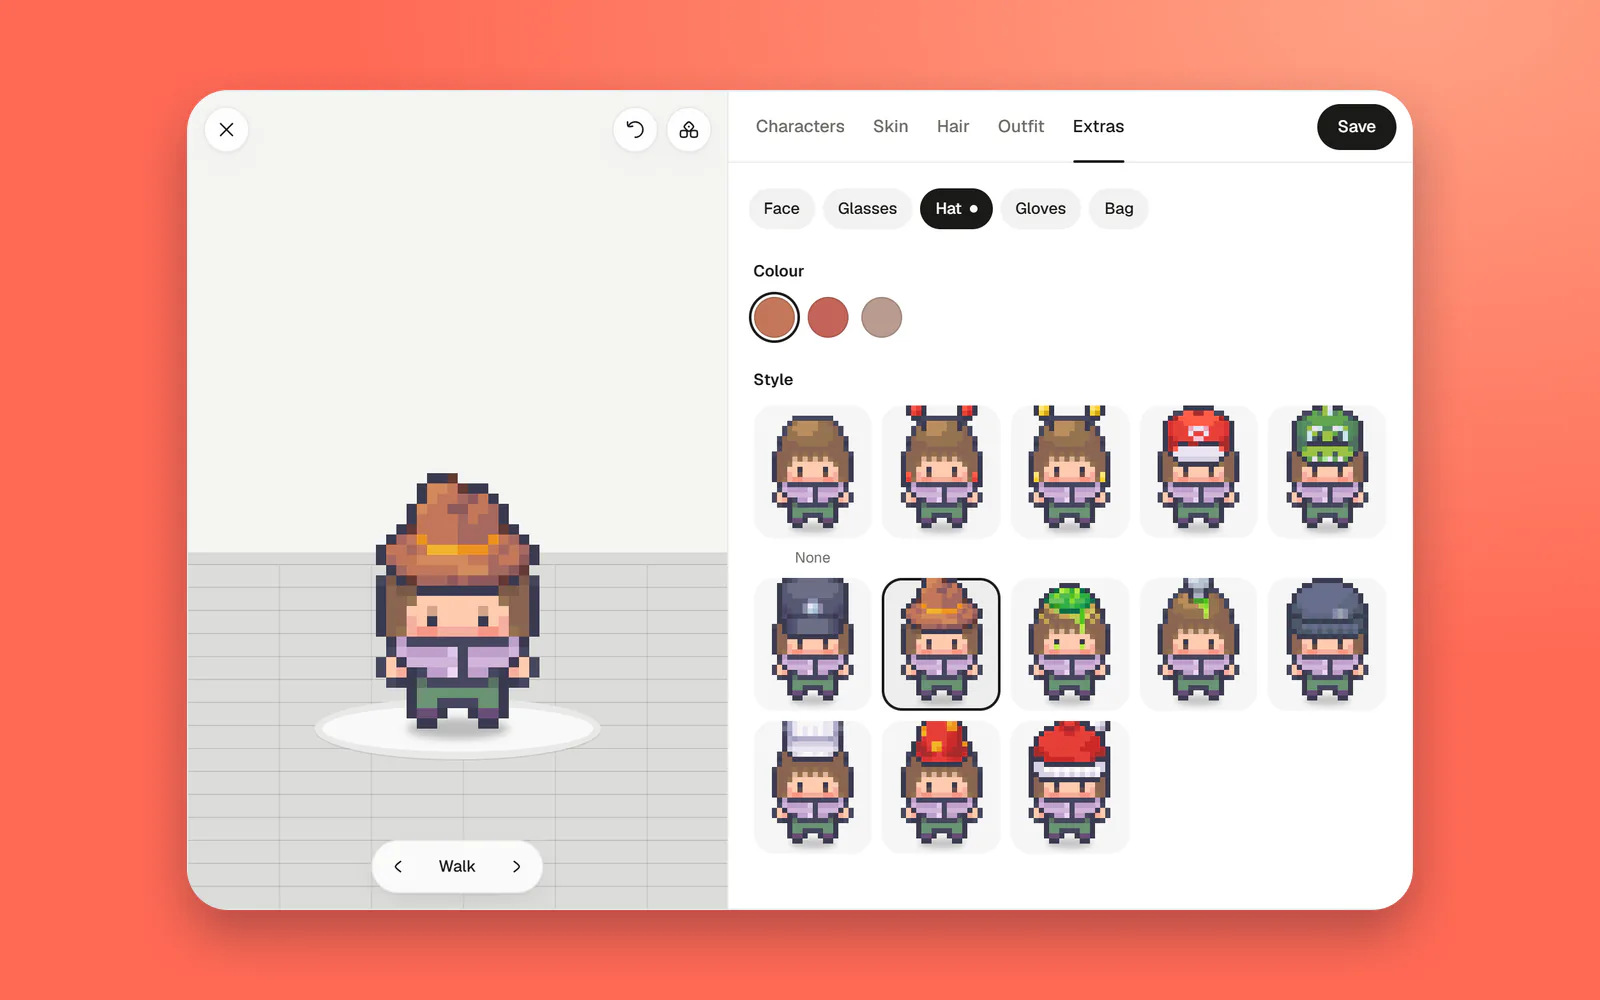 Characters Skin Hair Outfit Extras Save
Face Glasses Hat Gloves Bag
Colour
Style
None
Walk